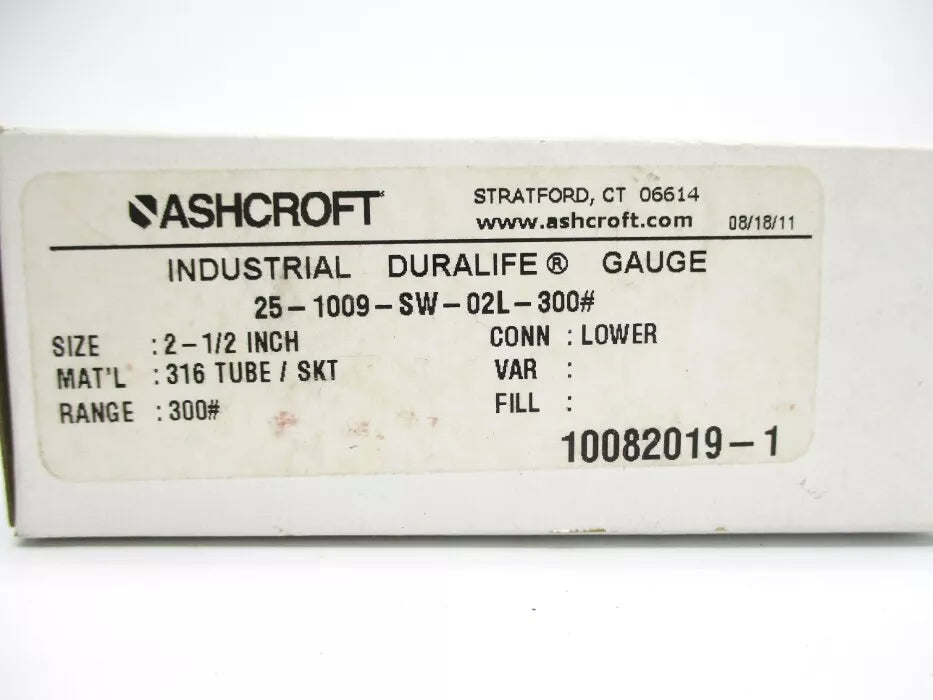 ASHCROFT
STRATFORD, CT 06614
www.ashcroft.com 08/18/11
INDUSTRIAL DURALIFE® GAUGE
25-1009-SW-02L-300#
SIZE : 2-1/2 INCH
CONN : LOWER
MAT'L : 316 TUBE / SKT
VAR :
RANGE : 300#
FILL :
10082019-1